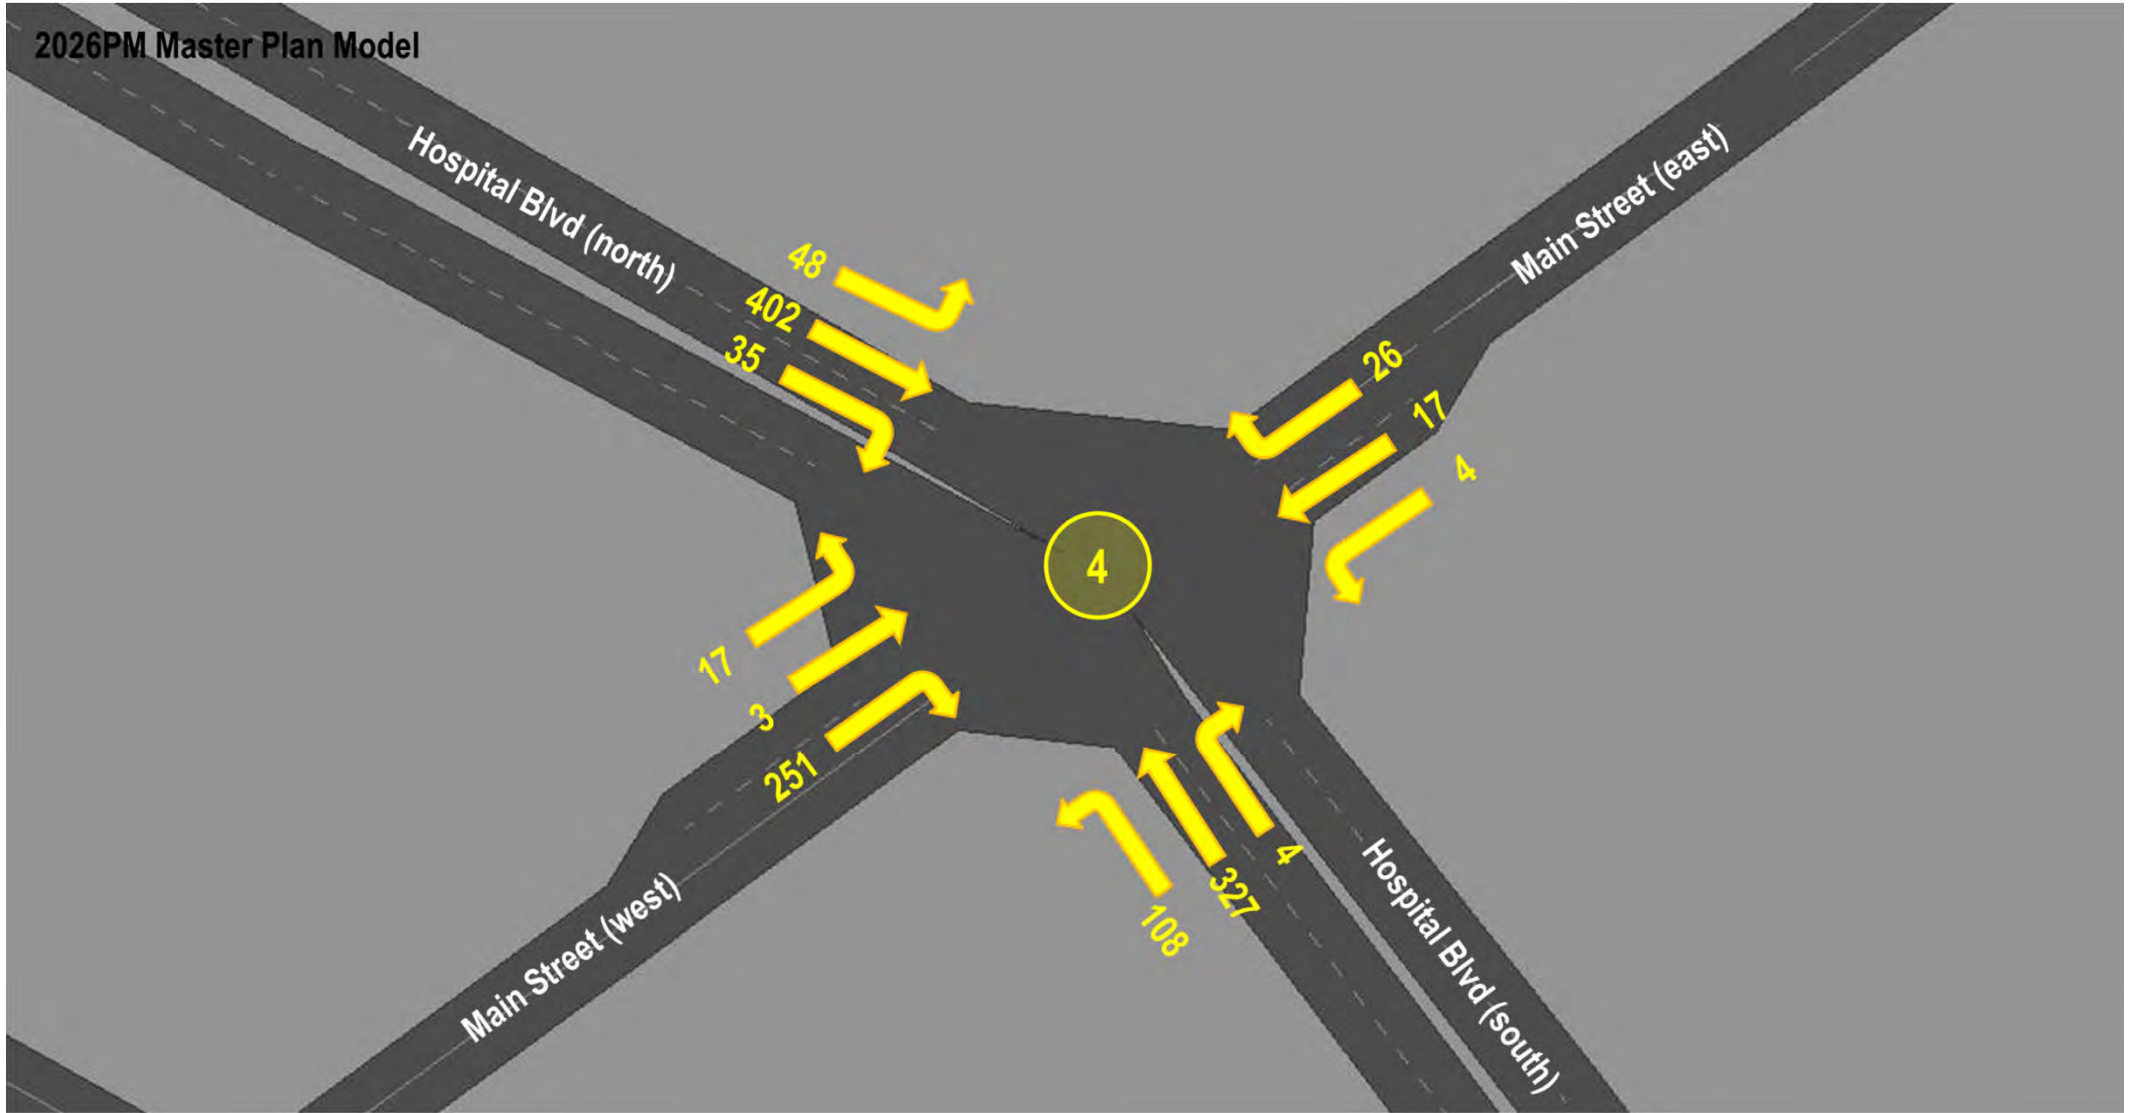 2026PM Master Plan Model
Hospital Blvd (north)
Main Street (east)
48
402
35
26
17
4
4
17
3
251
4
327
108
Main Street (west)
Hospital Blvd (south)